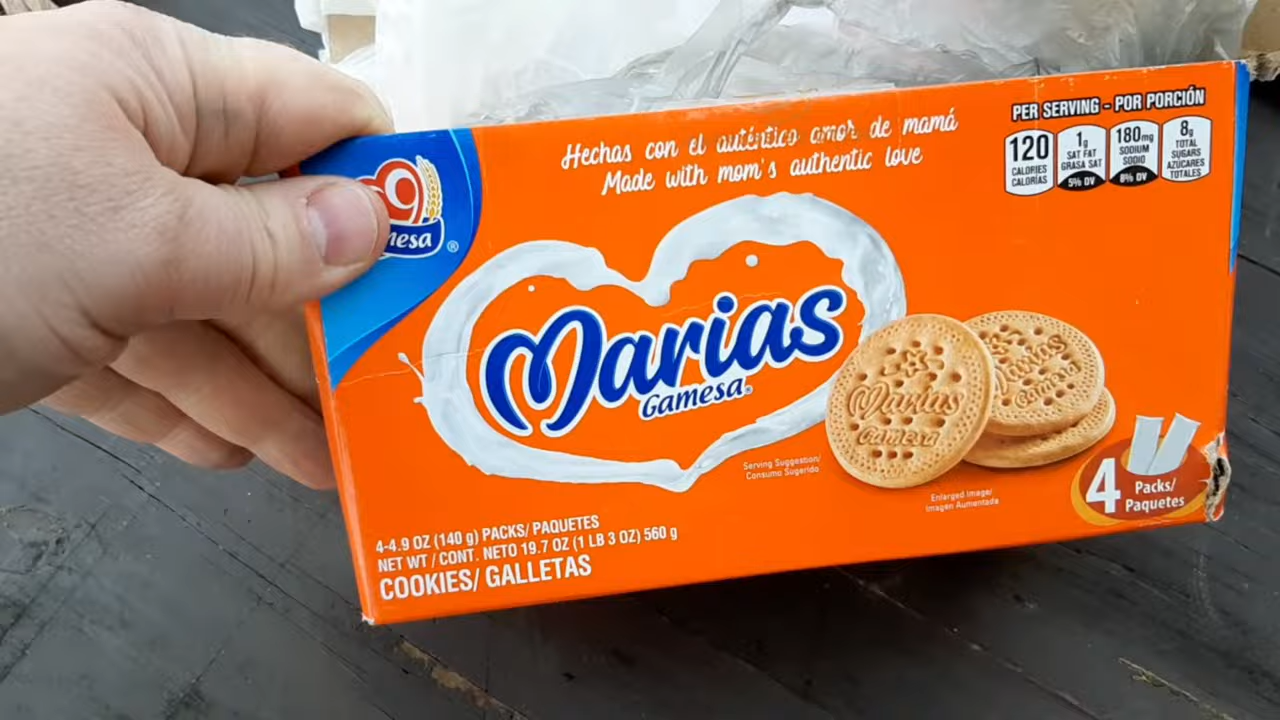 Hechas con el auténtico amor de mamá
Made with mom's authentic love
PER SERVING - POR PORCIÓN
120 CALORIES CALORÍAS
1g SAT FAT GRASA SAT 5% DV
180mg SODIUM SODIO 8% DV
8g TOTAL SUGARS AZÚCARES TOTALES
®
Marias
Gamesa®
Marias
Gamesa
Marias
Gamesa
Serving Suggestion/
Consumo Sugerido
Enlarged Image/
Imagen Aumentada
4 Packs/
Paquetes
4-4.9 OZ (140 g) PACKS/ PAQUETES
NET WT / CONT. NETO 19.7 OZ (1 LB 3 OZ) 560 g
COOKIES/ GALLETAS